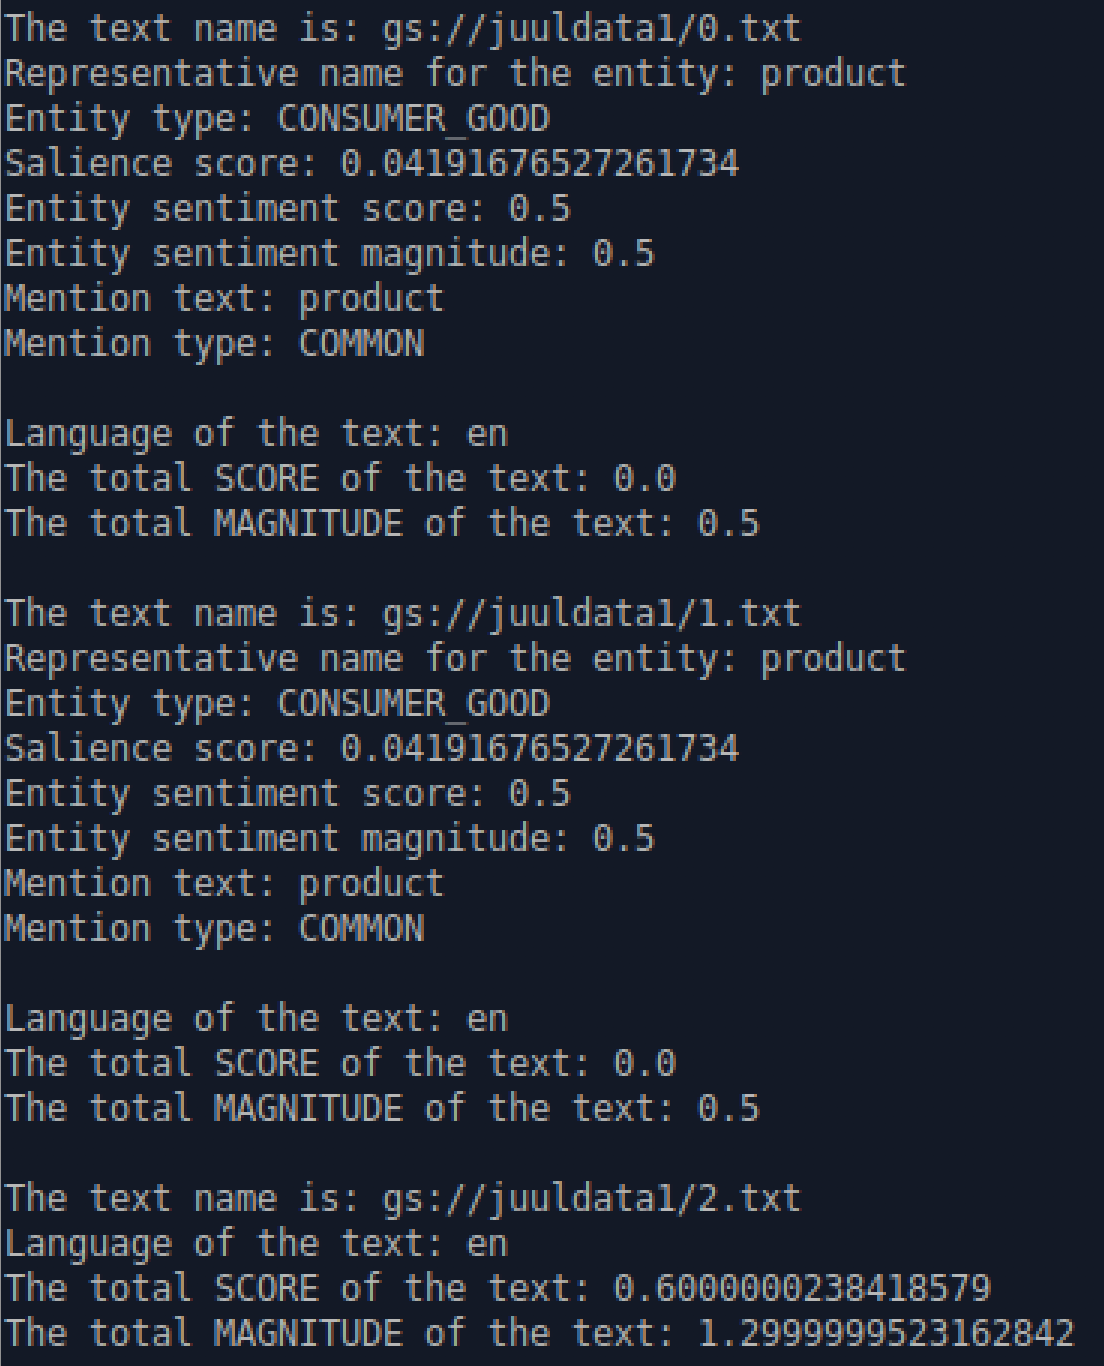 The text name is: gs://juuldata1/0.txt
Representative name for the entity: product
Entity type: CONSUMER_GOOD
Salience score: 0.04191676527261734
Entity sentiment score: 0.5
Entity sentiment magnitude: 0.5
Mention text: product
Mention type: COMMON
Language of the text: en
The total SCORE of the text: 0.0
The total MAGNITUDE of the text: 0.5
The text name is: gs://juuldata1/1.txt
Representative name for the entity: product
Entity type: CONSUMER_GOOD
Salience score: 0.04191676527261734
Entity sentiment score: 0.5
Entity sentiment magnitude: 0.5
Mention text: product
Mention type: COMMON
Language of the text: en
The total SCORE of the text: 0.0
The total MAGNITUDE of the text: 0.5
The text name is: gs://juuldata1/2.txt
Language of the text: en
The total SCORE of the text: 0.6000000238418579
The total MAGNITUDE of the text: 1.2999999523162842